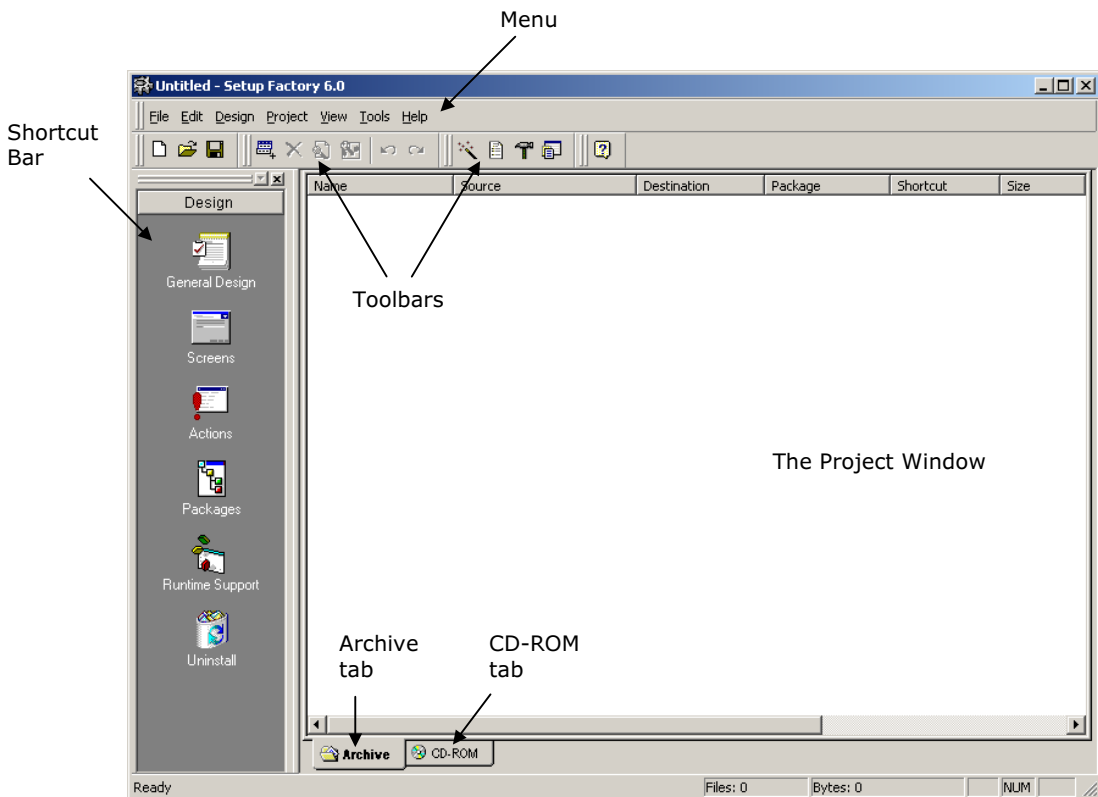 Menu
Untitled - Setup Factory 6.0
File Edit Design Project View Tools Help
Shortcut
Bar
Name Source Destination Package Shortcut Size
Design
General Design
Toolbars
Screens
Actions
The Project Window
Packages
Runtime Support
Uninstall
Archive
tab
CD-ROM
tab
Archive CD-ROM
Ready Files: 0 Bytes: 0 NUM